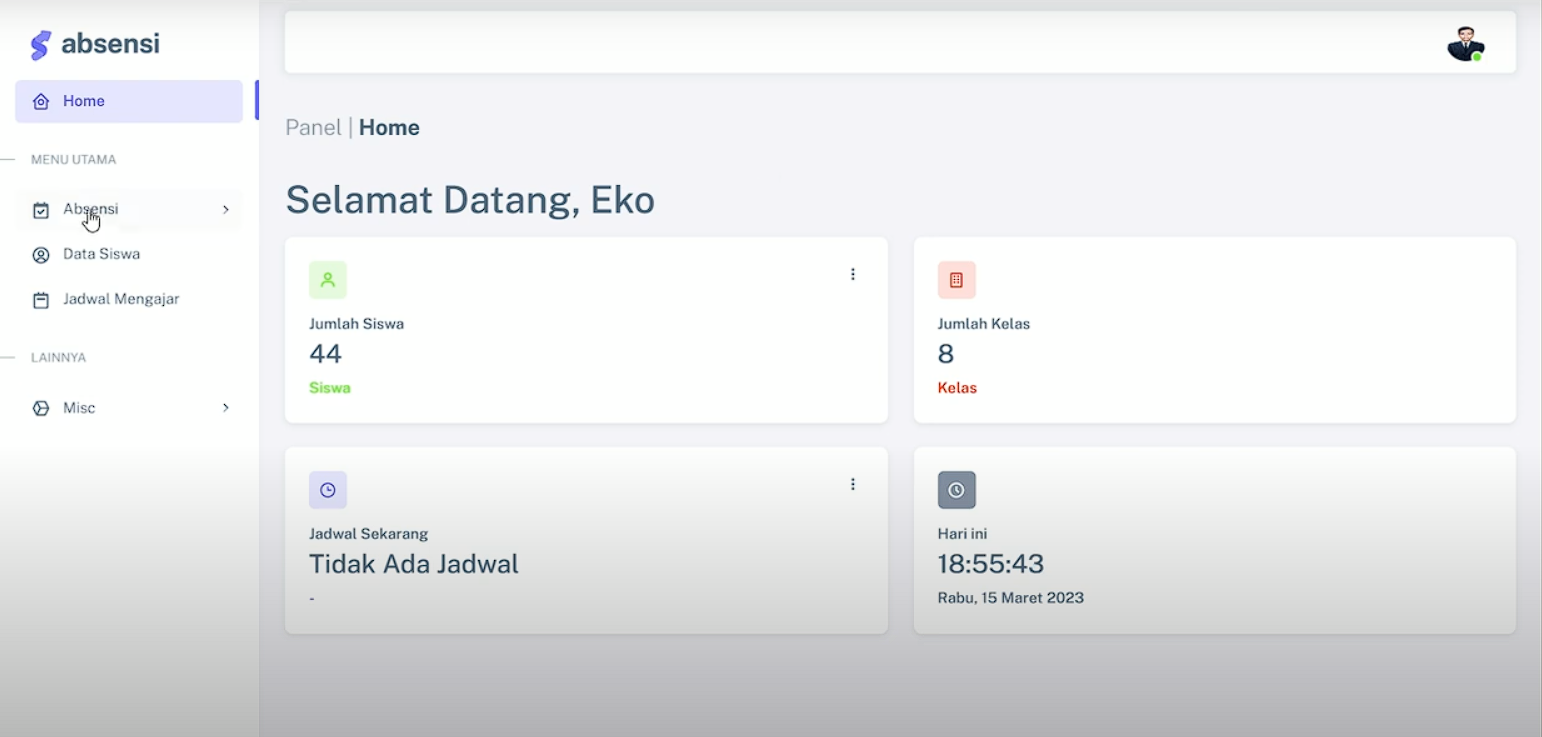 absensi
Home
MENU UTAMA
Absensi
Data Siswa
Jadwal Mengajar
LAINNYA
Misc
Panel | Home
Selamat Datang, Eko
Jumlah Siswa
44
Siswa
Jumlah Kelas
8
Kelas
Jadwal Sekarang
Tidak Ada Jadwal
-
Hari ini
18:55:43
Rabu, 15 Maret 2023